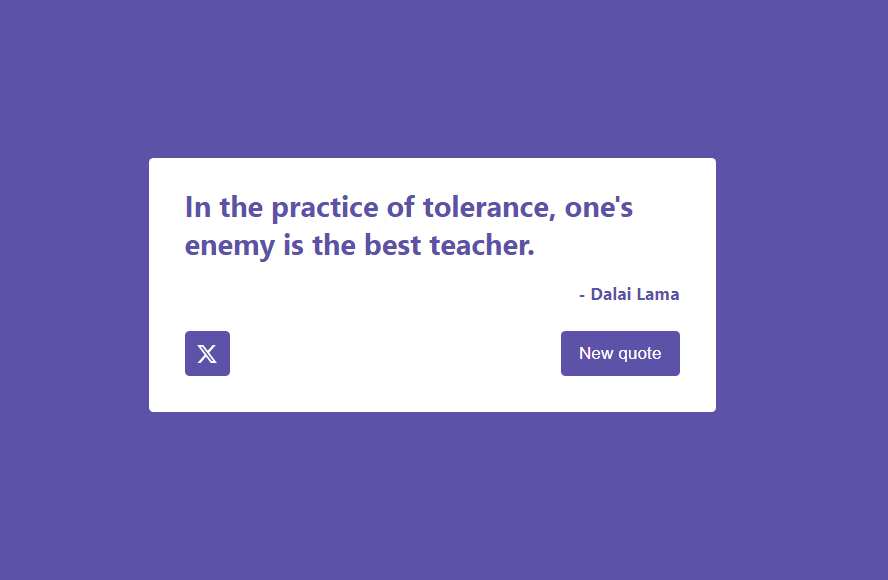 In the practice of tolerance, one's
enemy is the best teacher.
- Dalai Lama
New quote